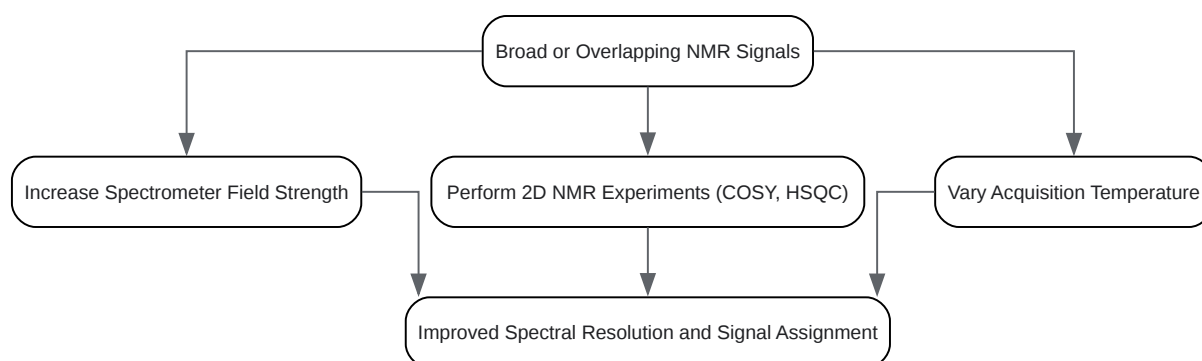 Broad or Overlapping NMR Signals
Increase Spectrometer Field Strength
Perform 2D NMR Experiments (COSY, HSQC)
Vary Acquisition Temperature
Improved Spectral Resolution and Signal Assignment